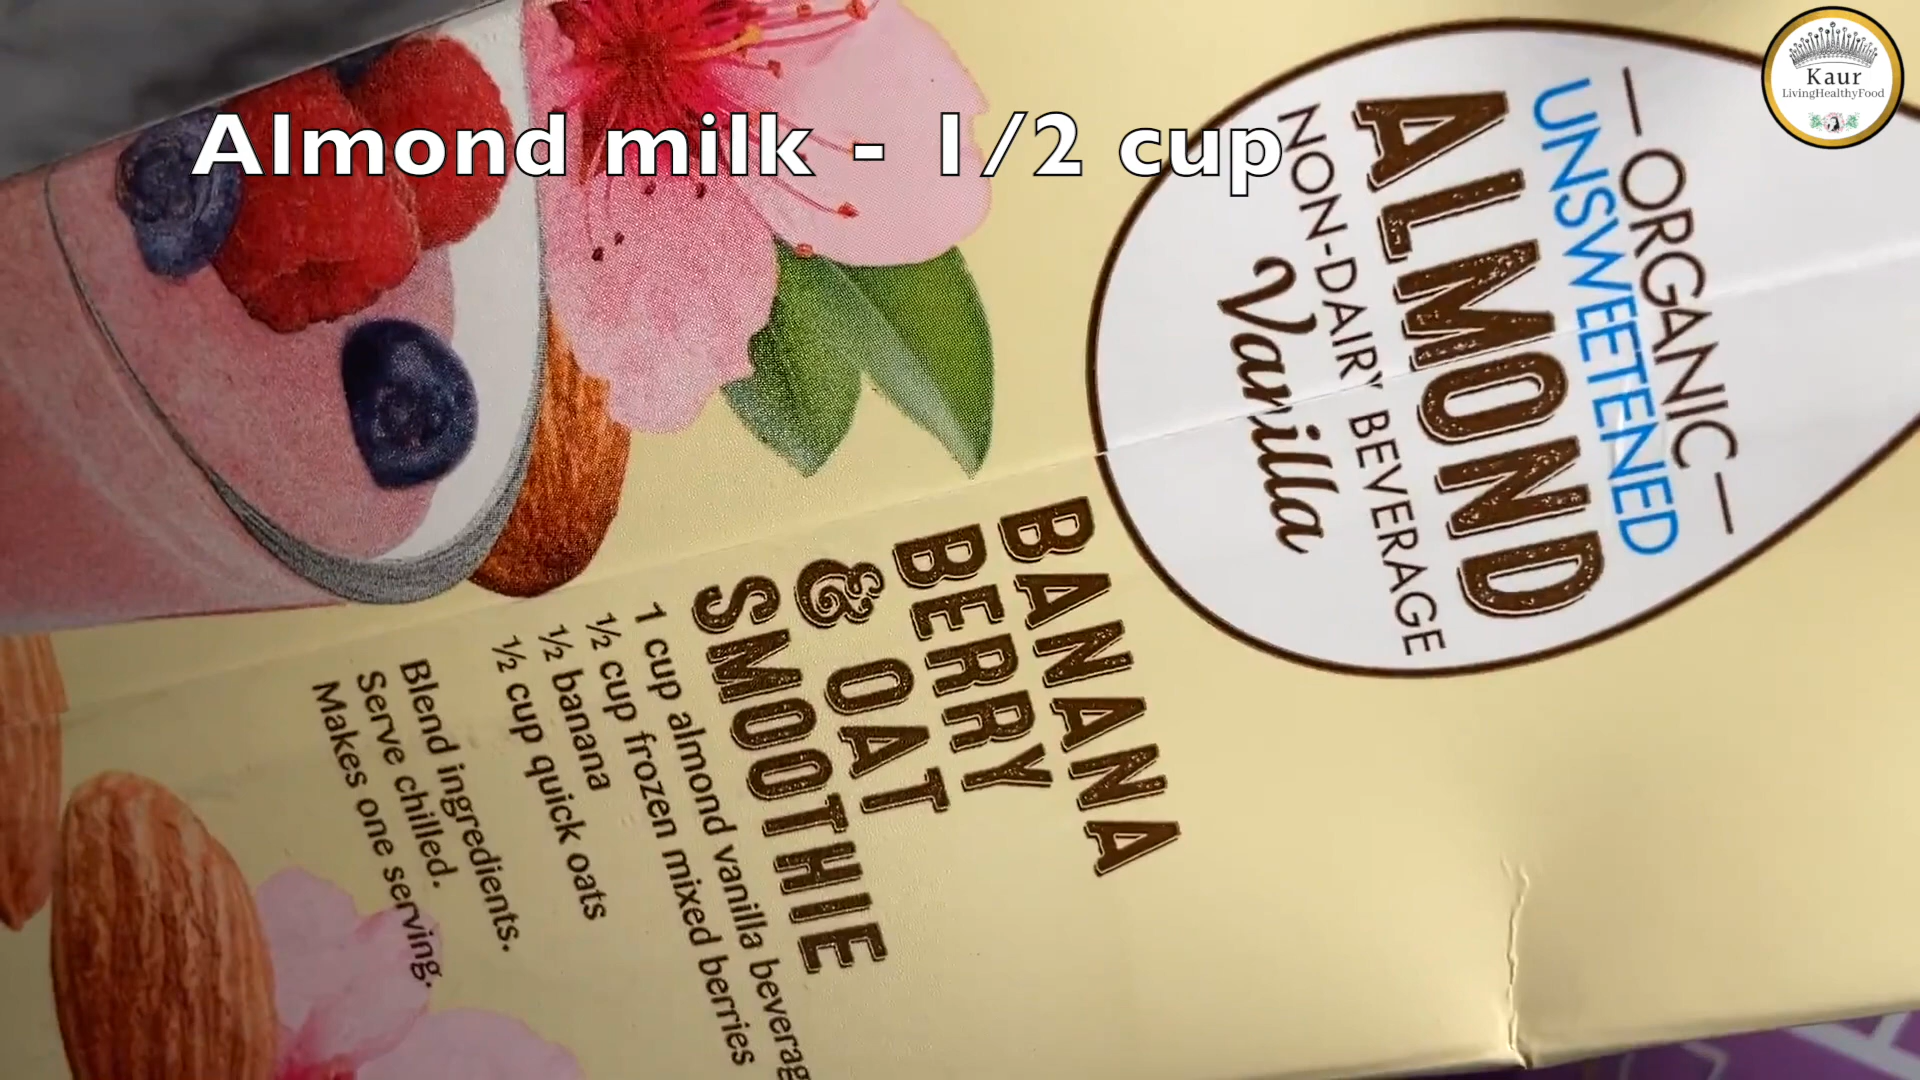 Almond milk - 1/2 cup
Kaur
LivingHealthyFood
— ORGANIC —
UNSWEETENED
ALMOND
NON-DAIRY BEVERAGE
Vanilla
BANANA
BERRY
& OAT
SMOOTHIE
1 cup almond vanilla beverag
½ cup frozen mixed berries
½ banana
½ cup quick oats
Blend ingredients.
Serve chilled.
Makes one serving.